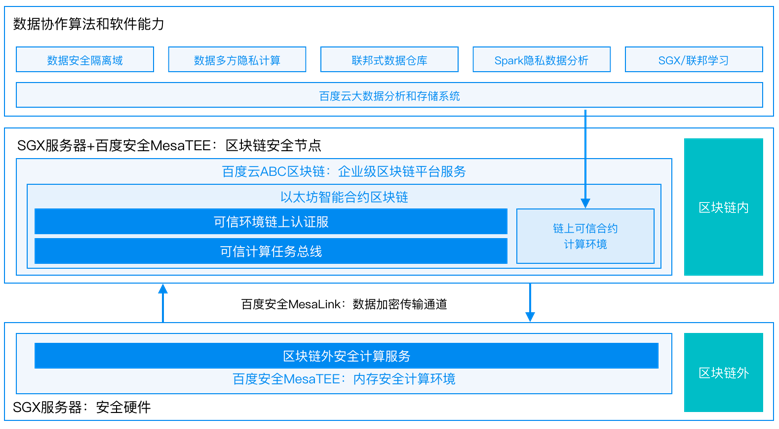 数据协作算法和软件能力
数据安全隔离域
数据多方隐私计算
联邦式数据仓库
Spark隐私数据分析
SGX/联邦学习
百度云大数据分析和存储系统
SGX服务器+百度安全MesaTEE：区块链安全节点
百度云ABC区块链：企业级区块链平台服务
以太坊智能合约区块链
可信环境链上认证服
可信计算任务总线
链上可信合约
计算环境
区块链内
百度安全MesaLink：数据加密传输通道
区块链外安全计算服务
百度安全MesaTEE：内存安全计算环境
区块链外
SGX服务器：安全硬件